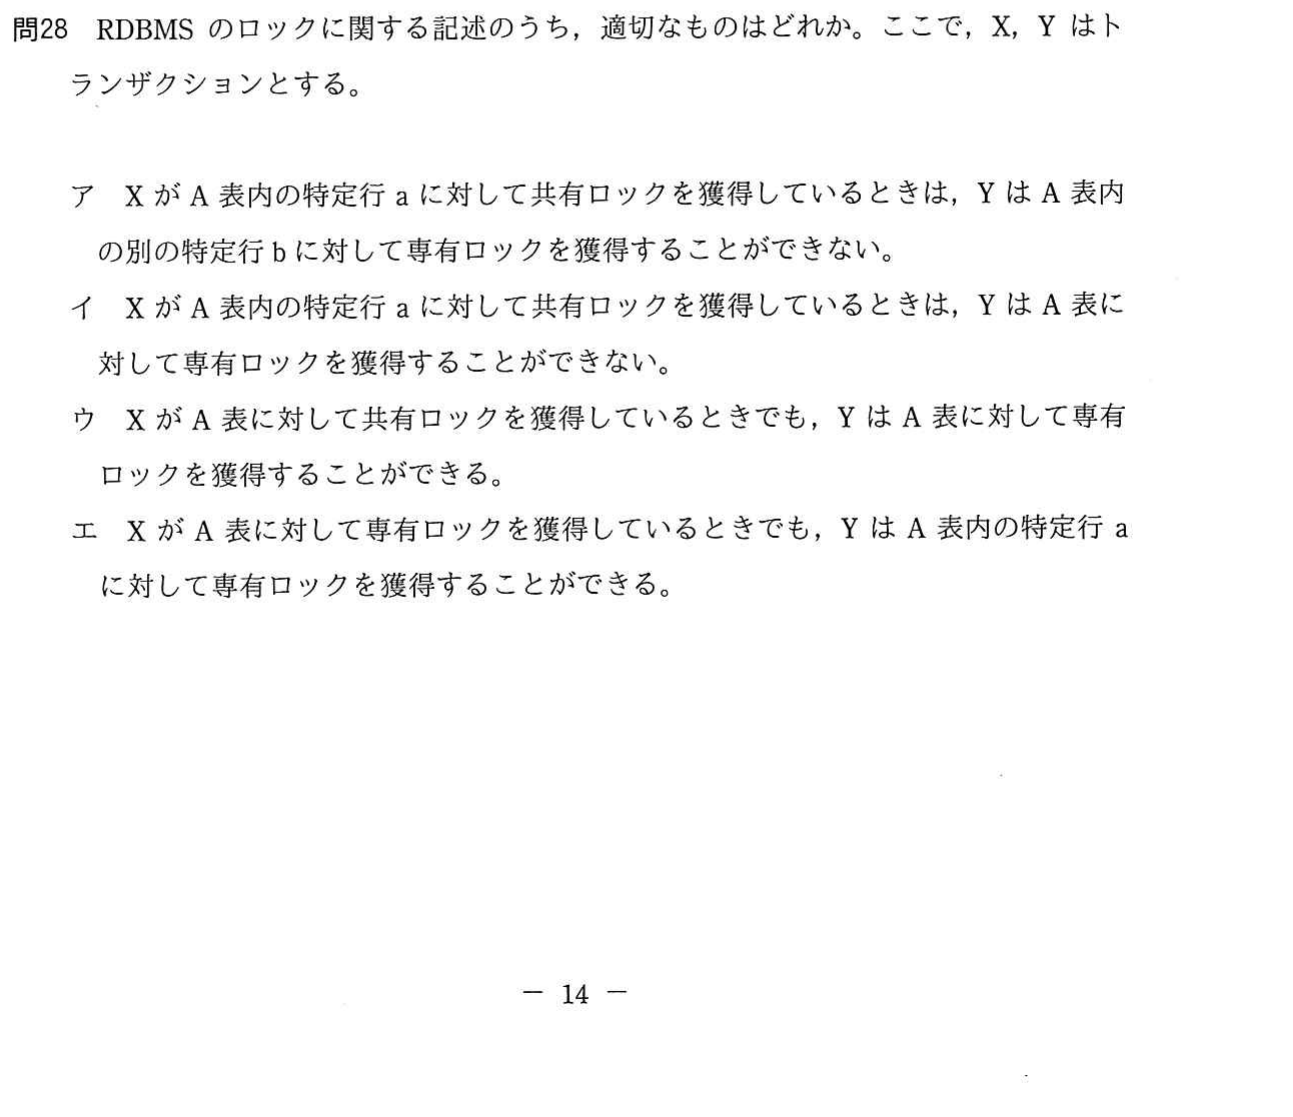 問28 RDBMS のロックに関する記述のうち，適切なものはどれか。ここで，X，Y はト
ランザクションとする。
ア X が A 表内の特定行 a に対して共有ロックを獲得しているときは，Y は A 表内
の別の特定行 b に対して専有ロックを獲得することができない。
イ X が A 表内の特定行 a に対して共有ロックを獲得しているときは，Y は A 表に
対して専有ロックを獲得することができない。
ウ X が A 表に対して共有ロックを獲得しているときでも，Y は A 表に対して専有
ロックを獲得することができる。
エ X が A 表に対して専有ロックを獲得しているときでも，Y は A 表内の特定行 a
に対して専有ロックを獲得することができる。
－ 14 －